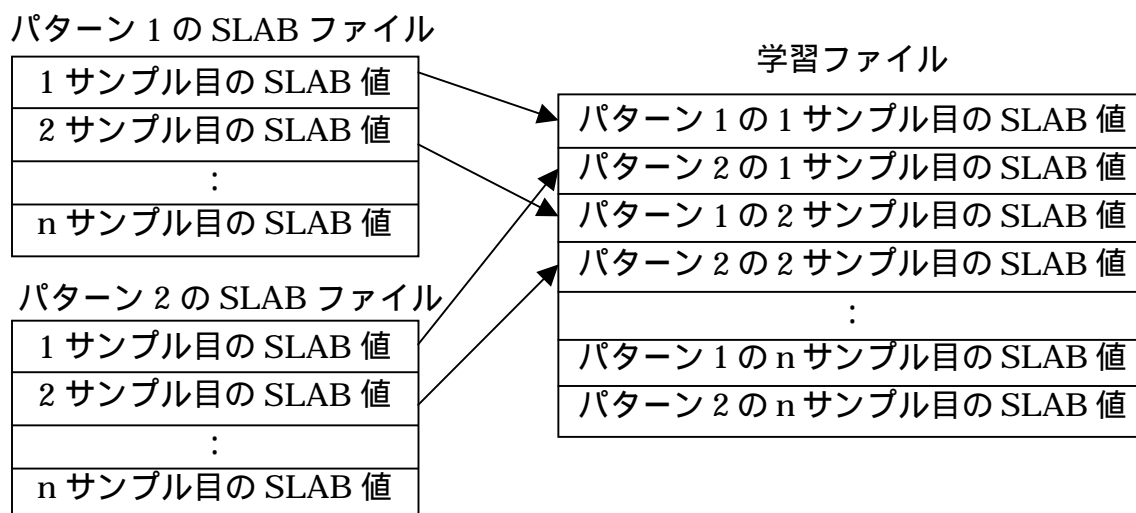 パターン 1 の SLAB ファイル
1 サンプル目の SLAB 値
2 サンプル目の SLAB 値
:
n サンプル目の SLAB 値
パターン 2 の SLAB ファイル
1 サンプル目の SLAB 値
2 サンプル目の SLAB 値
:
n サンプル目の SLAB 値
学習ファイル
パターン 1 の 1 サンプル目の SLAB 値
パターン 2 の 1 サンプル目の SLAB 値
パターン 1 の 2 サンプル目の SLAB 値
パターン 2 の 2 サンプル目の SLAB 値
:
パターン 1 の n サンプル目の SLAB 値
パターン 2 の n サンプル目の SLAB 値